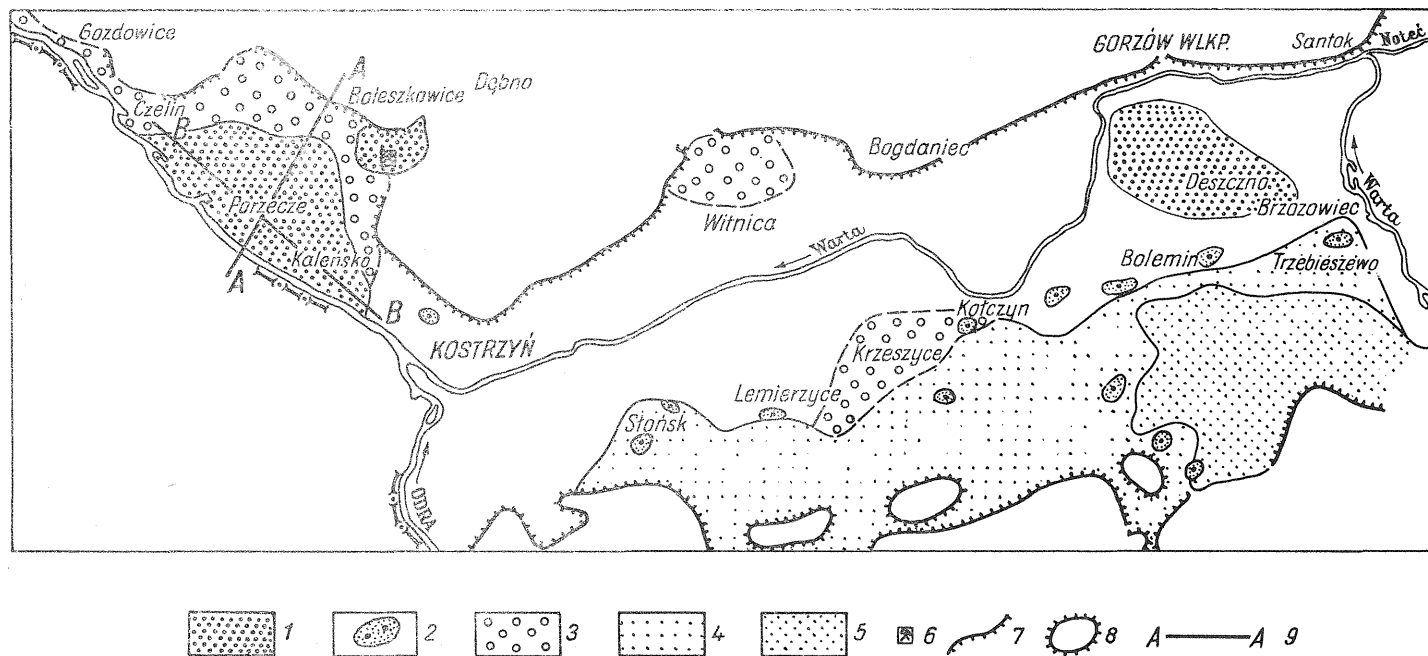 Gozdowice
A
Boleszkowice
Dąbno
Czelin
B
Porzecze
Kaleńsko
A
B
KOSTRZYŃ
ODRA
GORZÓW WLKP.
Santok
Noteć
Bogdaniec
Witnica
Warta
Deszczno
Brzozowiec
Warta
Bolemin
Trzebieszewo
Kołczyn
Krzeszyce
Lemierzyce
Słońsk
1
2
3
4
5
6
7
8
A A 9